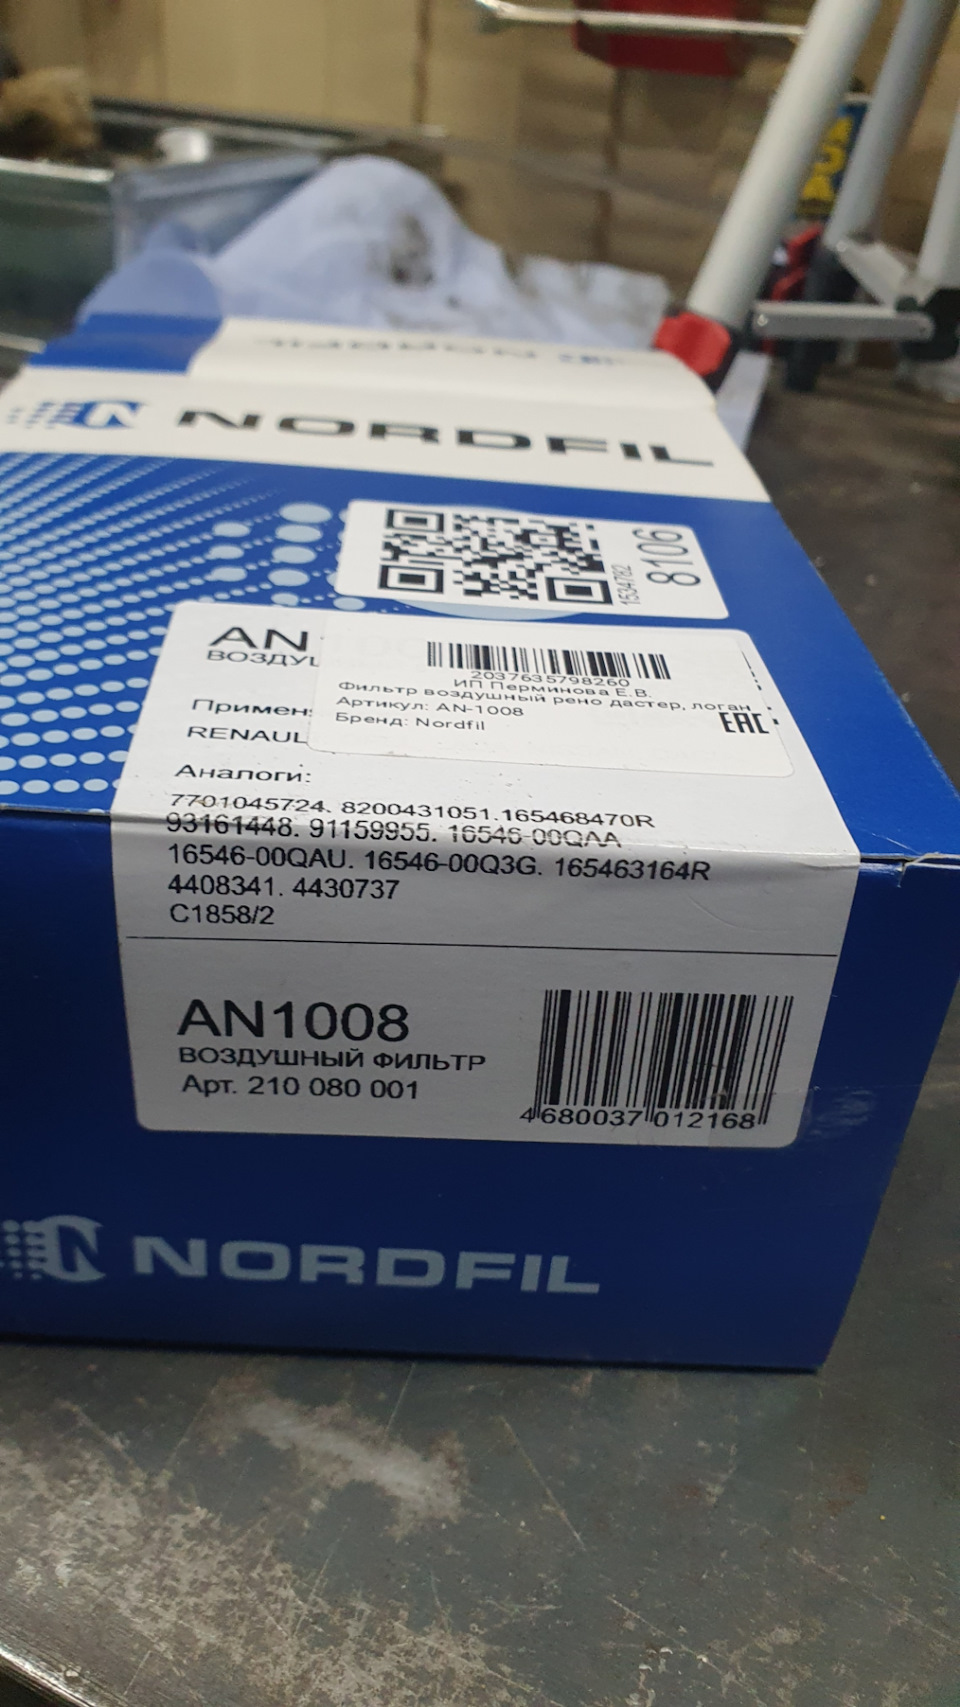 NORDFIL
8106
1534782
AN
ВОЗДУ
2037635798260
ИП Перминова Е.В.
Фильтр воздушный рено дастер, логан
Артикул: AN-1008
Бренд: Nordfil
EAC
Примен
RENAUL
Аналоги:
7701045724. 8200431051.165468470R
93161448. 91159955. 16546-00QAA
16546-00QAU. 16546-00Q3G. 165463164R
4408341. 4430737
C1858/2
AN1008
ВОЗДУШНЫЙ ФИЛЬТР
Арт. 210 080 001
4680037012168
NORDFIL